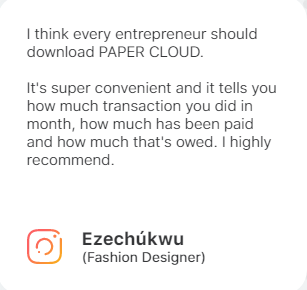 I think every entrepreneur should
download PAPER CLOUD.
It's super convenient and it tells you
how much transaction you did in
month, how much has been paid
and how much that's owed. I highly
recommend.
Ezechúkwu
(Fashion Designer)